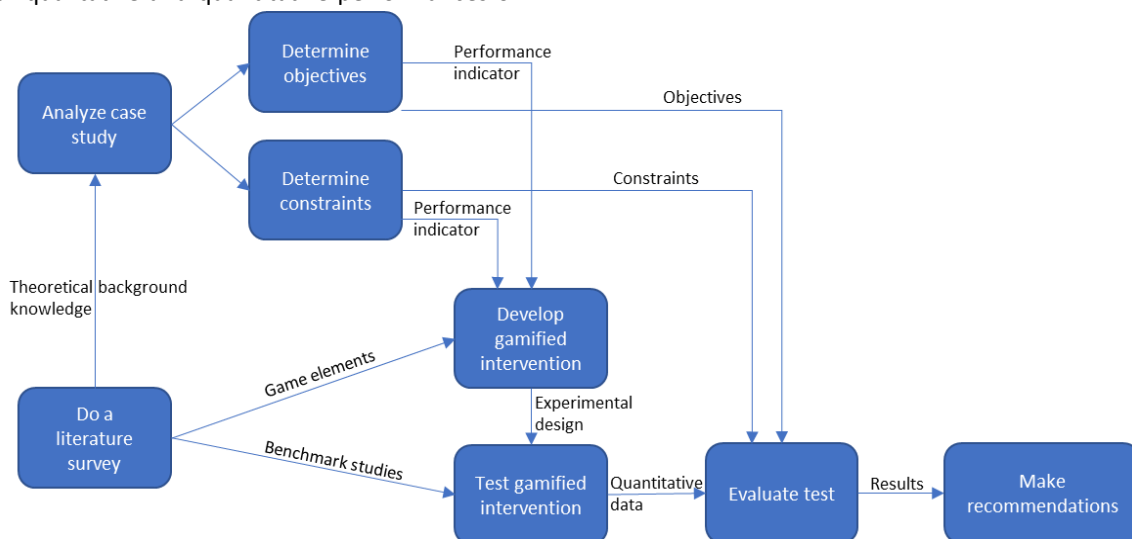 Determine
objectives
Performance
indicator
Analyze case
study
Objectives
Determine
constraints
Constraints
Performance
indicator
Theoretical background
knowledge
Develop
gamified
intervention
Game elements
Do a
literature
survey
Experimental
design
Benchmark studies
Test gamified
intervention
Quantitative
data
Evaluate test
Results
Make
recommendations